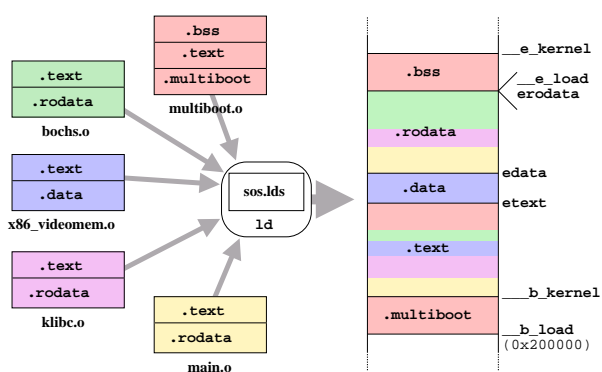 .bss
.text
.multiboot
multiboot.o
.text
.rodata
bochs.o
.text
.data
x86_videomem.o
.text
.rodata
klibc.o
.text
.rodata
main.o
sos.lds
ld
.bss
.rodata
.data
.text
.multiboot
__e_kernel
__e_load
erodata
edata
etext
___b_kernel
__b_load
(0x200000)